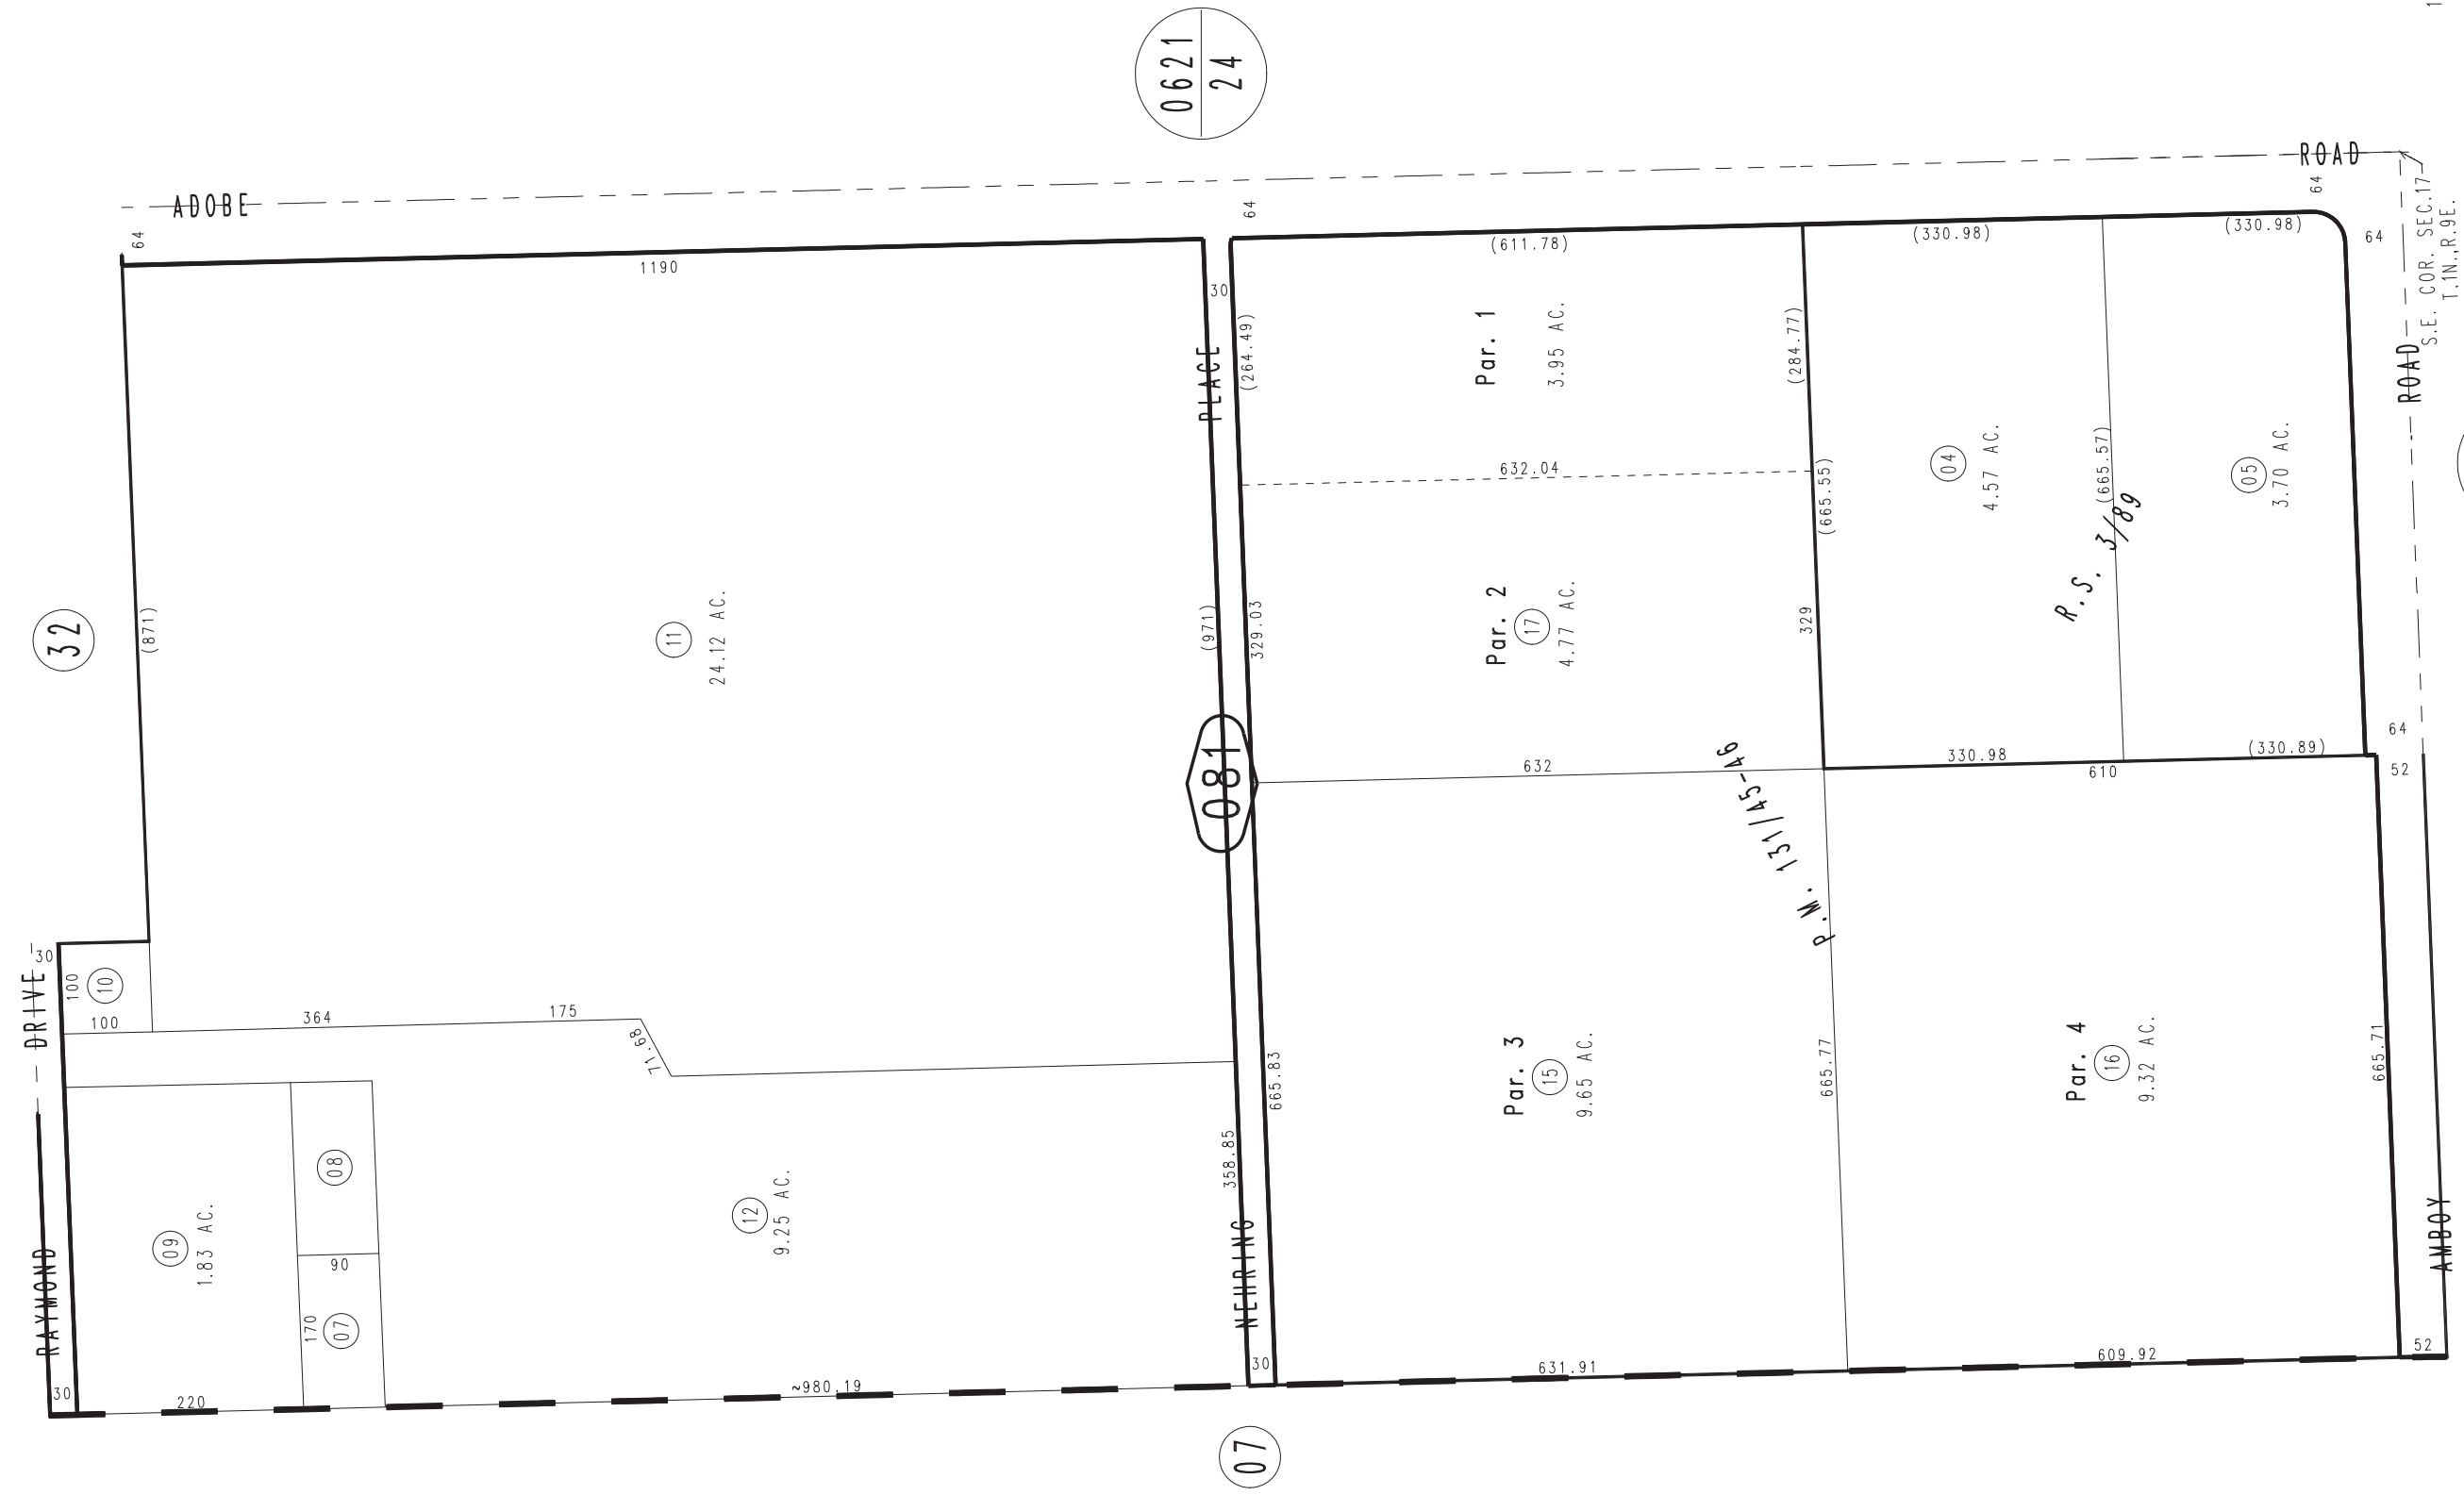 0621
24
1
ADOBE
ROAD
64
64
64
64
S.E. COR. SEC.17
T.1N.,R.9E.
1190
30
(611.78)
(330.98)
(330.98)
PLACE
(264.49)
Par. 1
3.95 AC.
(284.77)
ROAD
632.04
(665.55)
04
4.57 AC.
(665.57)
05
3.70 AC.
R.S. 3/89
32
(871)
11
24.12 AC.
(971)
329.03
Par. 2
17
4.77 AC.
329
081
632
330.98
(330.89)
610
64
52
P.M. 131/45-46
30
DRIVE
100
10
100
364
175
71.68
665.83
Par. 3
15
9.65 AC.
665.77
Par. 4
16
9.32 AC.
665.71
358.85
RAYMOND
09
1.83 AC.
08
90
170
07
12
9.25 AC.
NEHRING
AMBOY
30
220
~980.19
30
631.91
609.92
52
07